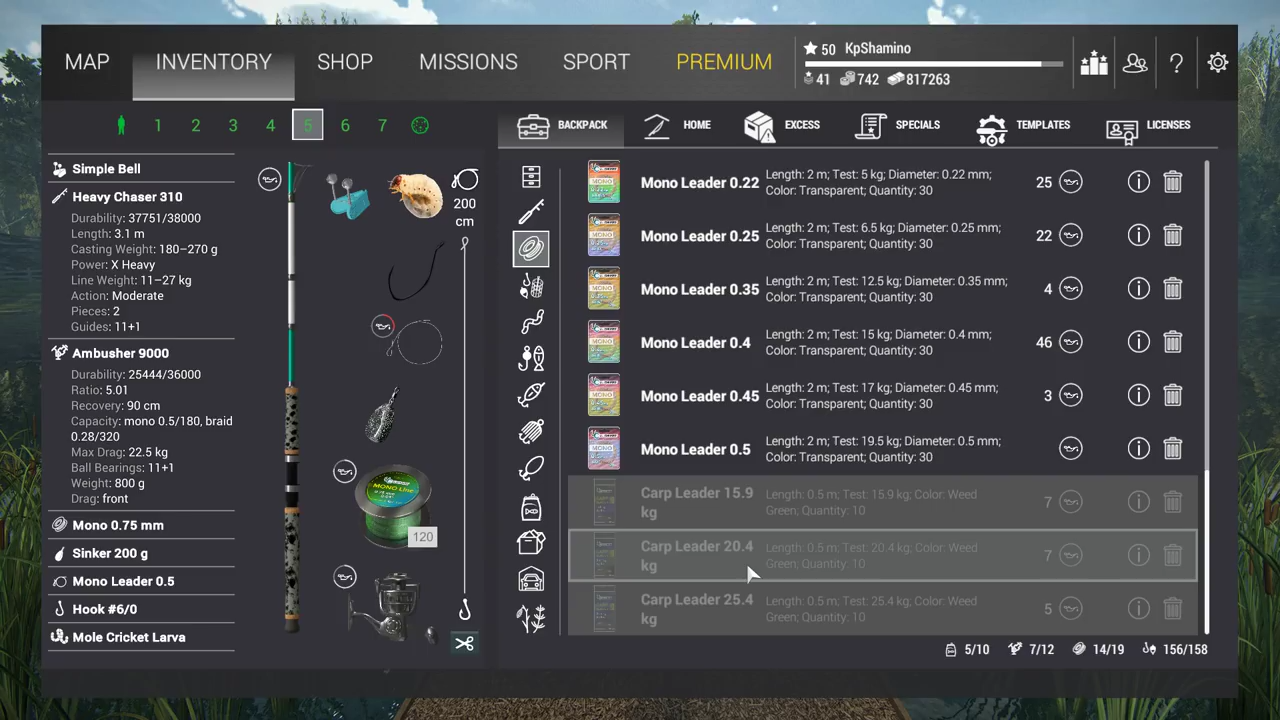 MAP INVENTORY SHOP MISSIONS SPORT PREMIUM
50 KpShamino
41 742 817263
1 2 3 4 5 6 7
BACKPACK HOME EXCESS SPECIALS TEMPLATES LICENSES
Simple Bell
Heavy Chaser 310
Durability: 37751/38000
Length: 3.1 m
Casting Weight: 180–270 g
Power: X Heavy
Line Weight: 11–27 kg
Action: Moderate
Pieces: 2
Guides: 11+1
Ambusher 9000
Durability: 25444/36000
Ratio: 5.01
Recovery: 90 cm
Capacity: mono 0.5/180, braid
0.28/320
Max Drag: 22.5 kg
Ball Bearings: 11+1
Weight: 800 g
Drag: front
Mono 0.75 mm
Sinker 200 g
Mono Leader 0.5
Hook #6/0
Mole Cricket Larva
200
cm
MONO LINE
120
Mono Leader 0.22
Length: 2 m; Test: 5 kg; Diameter: 0.22 mm;
Color: Transparent; Quantity: 30
25
Mono Leader 0.25
Length: 2 m; Test: 6.5 kg; Diameter: 0.25 mm;
Color: Transparent; Quantity: 30
22
Mono Leader 0.35
Length: 2 m; Test: 12.5 kg; Diameter: 0.35 mm;
Color: Transparent; Quantity: 30
4
Mono Leader 0.4
Length: 2 m; Test: 15 kg; Diameter: 0.4 mm;
Color: Transparent; Quantity: 30
46
Mono Leader 0.45
Length: 2 m; Test: 17 kg; Diameter: 0.45 mm;
Color: Transparent; Quantity: 30
3
Mono Leader 0.5
Length: 2 m; Test: 19.5 kg; Diameter: 0.5 mm;
Color: Transparent; Quantity: 30
Carp Leader 15.9
kg
Length: 0.5 m; Test: 15.9 kg; Color: Weed
Green; Quantity: 10
7
Carp Leader 20.4
kg
Length: 0.5 m; Test: 20.4 kg; Color: Weed
Green; Quantity: 10
7
Carp Leader 25.4
kg
Length: 0.5 m; Test: 25.4 kg; Color: Weed
Green; Quantity: 10
5
5/10 7/12 14/19 156/158